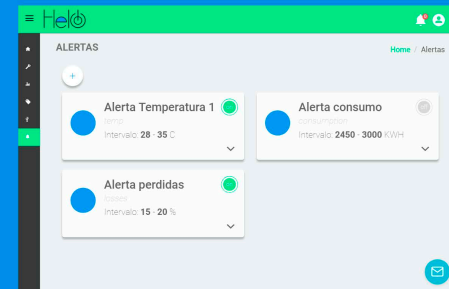 Helo
ALERTAS
Home / Alertas
+
Alerta Temperatura 1
temp
Intervalo: 28 - 35 C
Alerta consumo
consumption
Intervalo: 2450 - 3000 KWH
Alerta perdidas
losses
Intervalo: 15 - 20 %